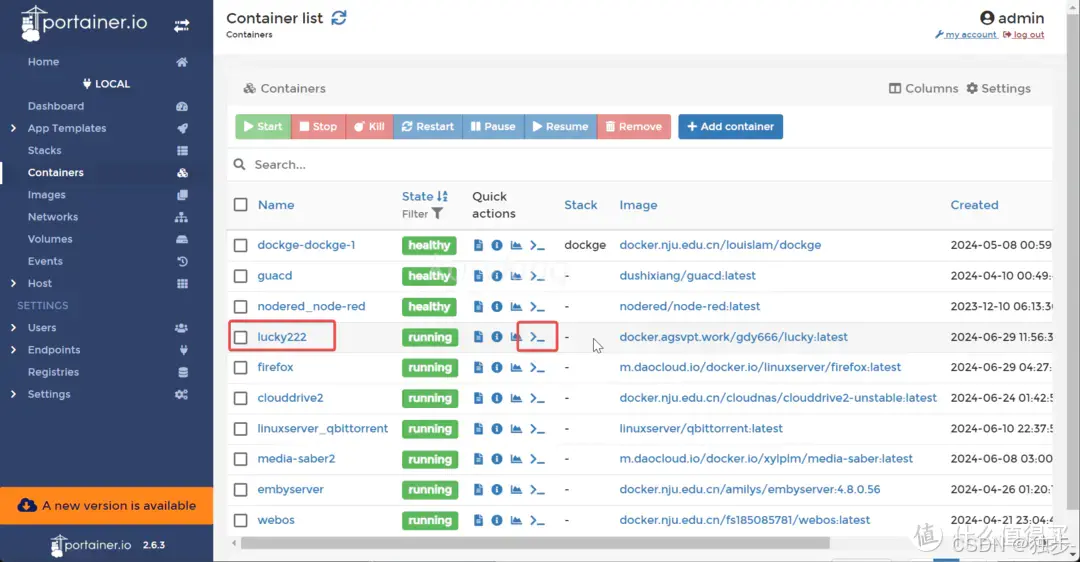 portainer.io
Container list
Containers
admin
my account
log out
Home
LOCAL
Dashboard
App Templates
Stacks
Containers
Images
Networks
Volumes
Events
Host
SETTINGS
Users
Endpoints
Registries
Settings
A new version is available
portainer.io 2.6.3
Containers
Columns
Settings
Start Stop Kill Restart Pause Resume Remove Add container
Search...
Name State Filter Quick actions Stack Image Created
dockge-dockge-1 healthy dockge docker.nju.edu.cn/louislam/dockge 2024-05-08 00:59
guacd healthy - dushixiang/guacd:latest 2024-04-10 00:49:4
nodered_node-red healthy - nodered/node-red:latest 2023-12-10 06:13:3
lucky222 running - docker.agsvpt.work/gdy666/lucky:latest 2024-06-29 11:56:3
firefox running - m.daocloud.io/docker.io/linuxserver/firefox:latest 2024-06-29 04:27:
clouddrive2 running - docker.nju.edu.cn/cloudnas/clouddrive2-unstable:latest 2024-06-24 01:42:5
linuxserver_qbittorrent running - linuxserver/qbittorrent:latest 2024-06-10 22:37:5
media-saber2 running - m.daocloud.io/docker.io/xylplm/media-saber:latest 2024-06-08 03:00
embyserver running - docker.nju.edu.cn/amilys/embyserver:4.8.0.56 2024-04-26 01:20:
webos running - docker.nju.edu.cn/fs185085781/webos:latest 2024-04-21 23:04:4
值 什么值得买
CSDN @独步-